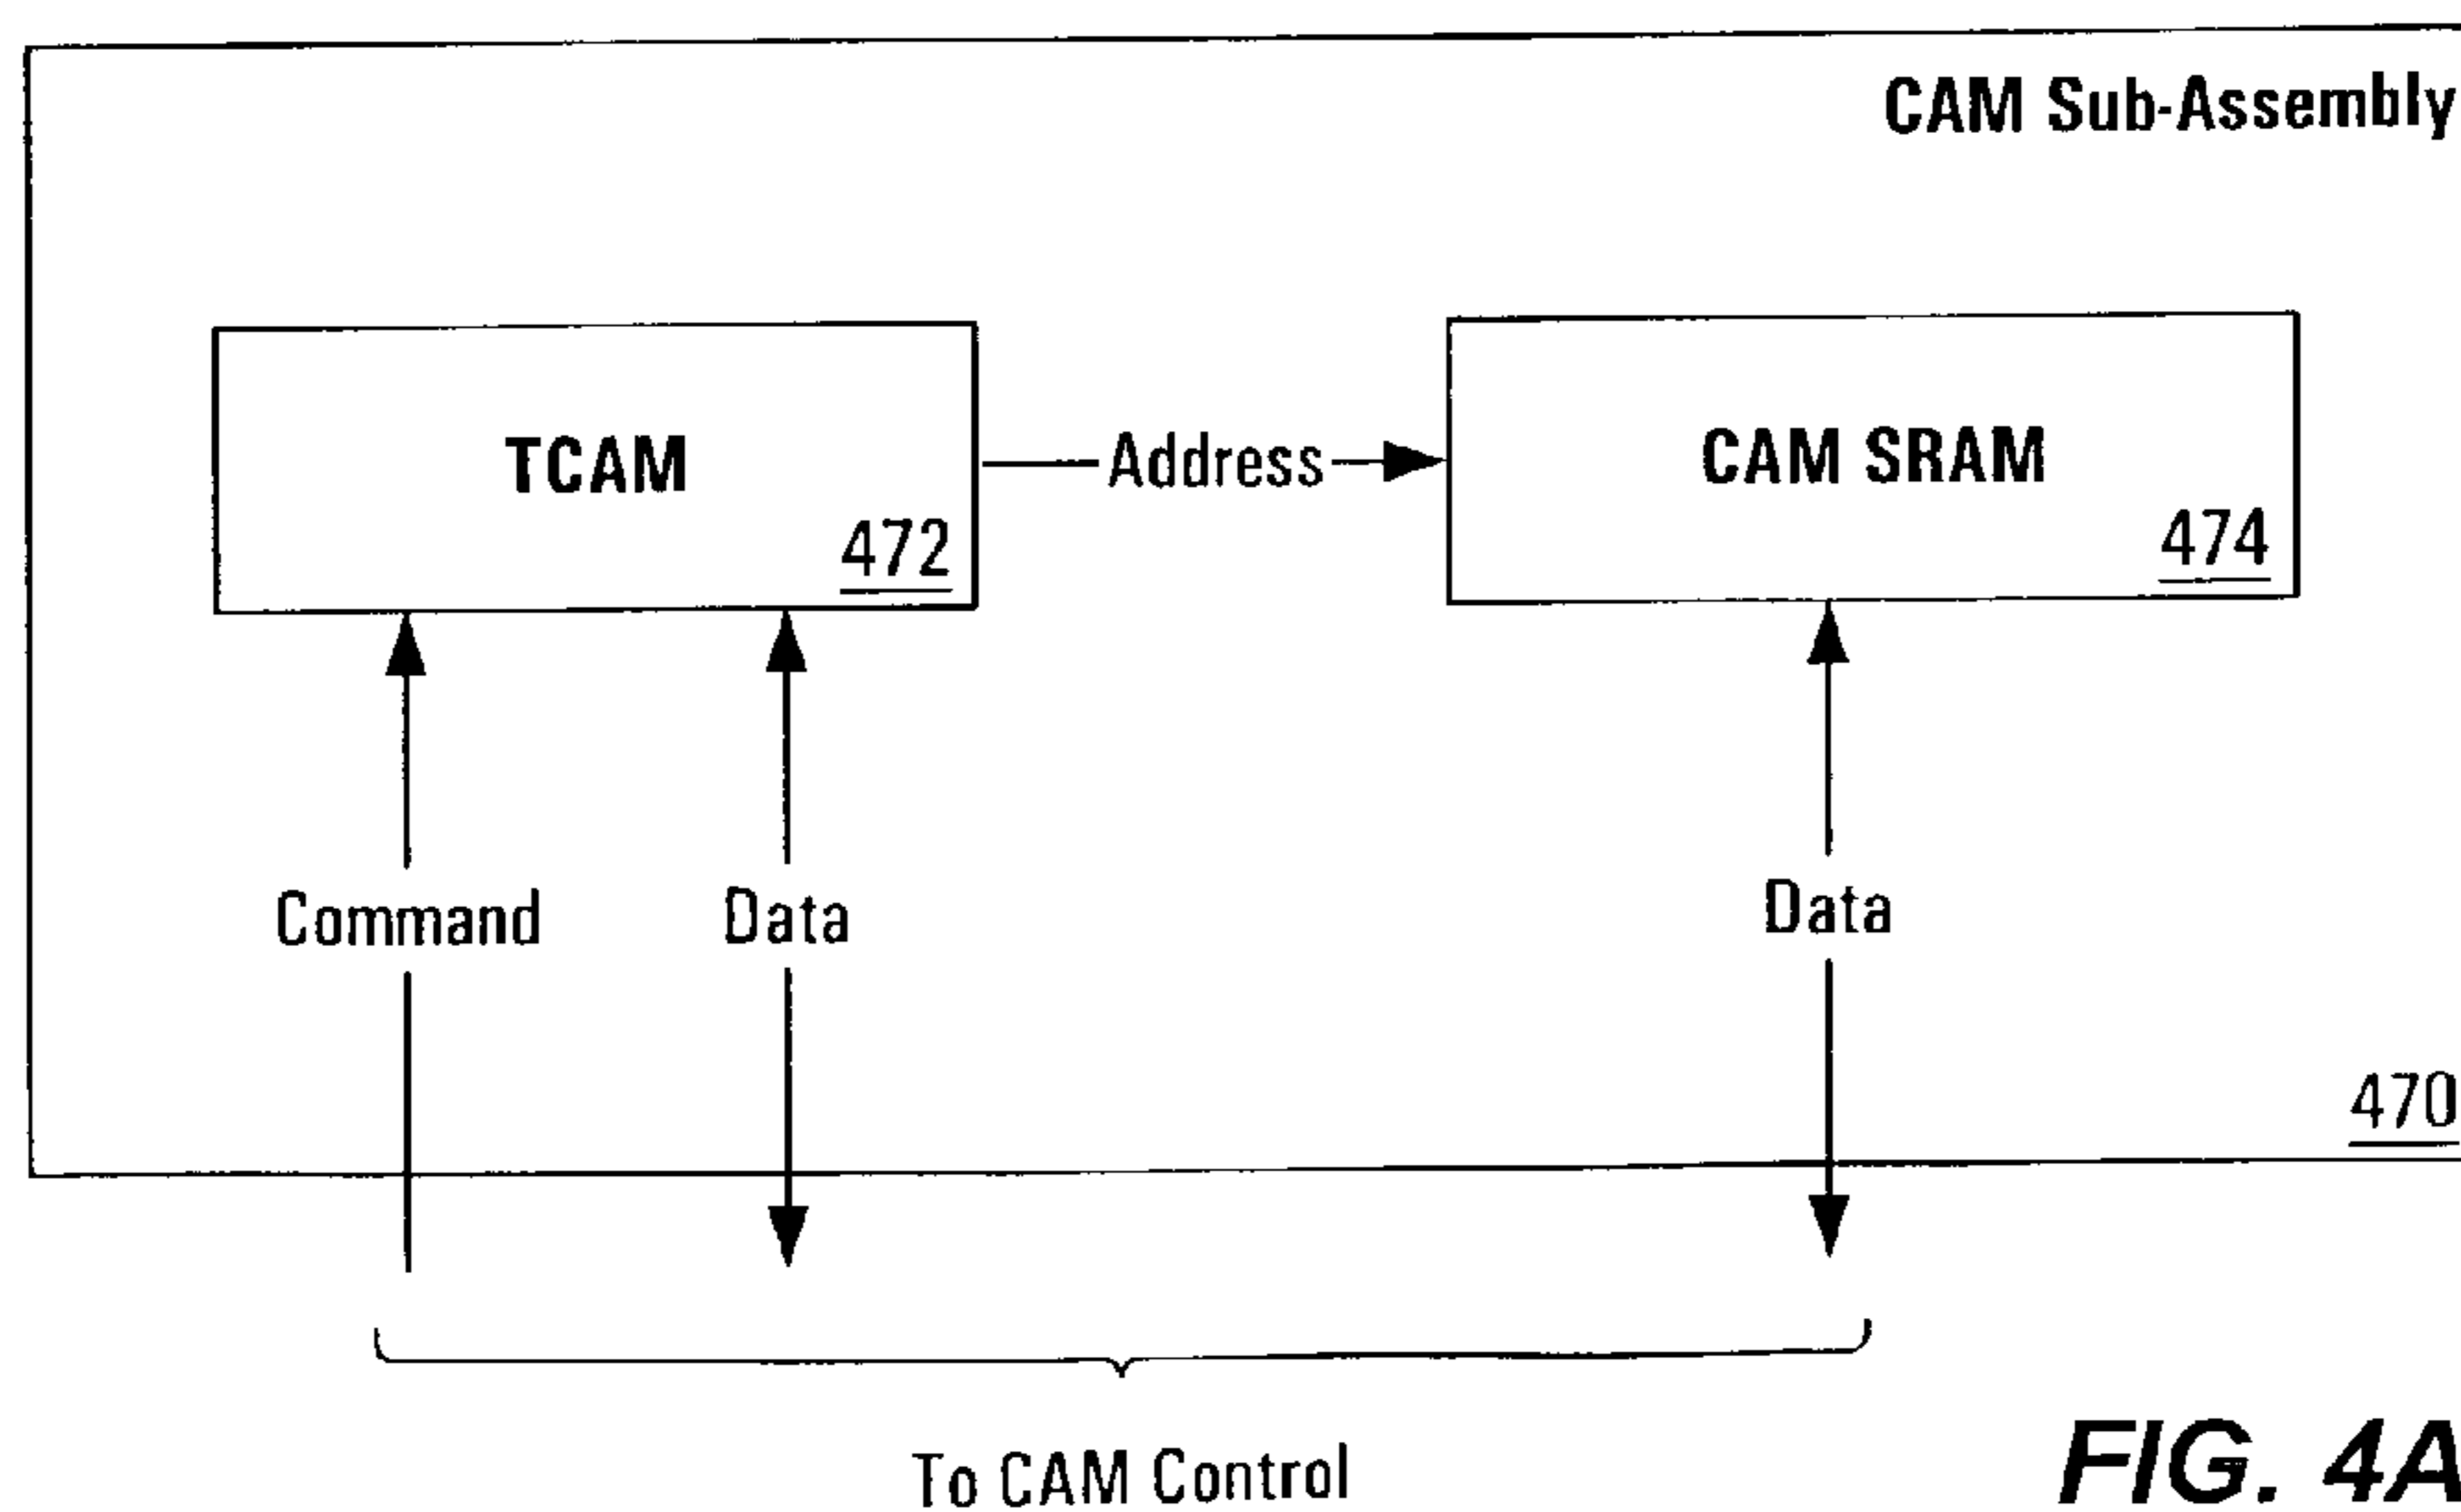 CAM Sub-Assembly
TCAM
472
Address
CAM SRAM
474
Command
Data
Data
470
To CAM Control
FIG. 4A